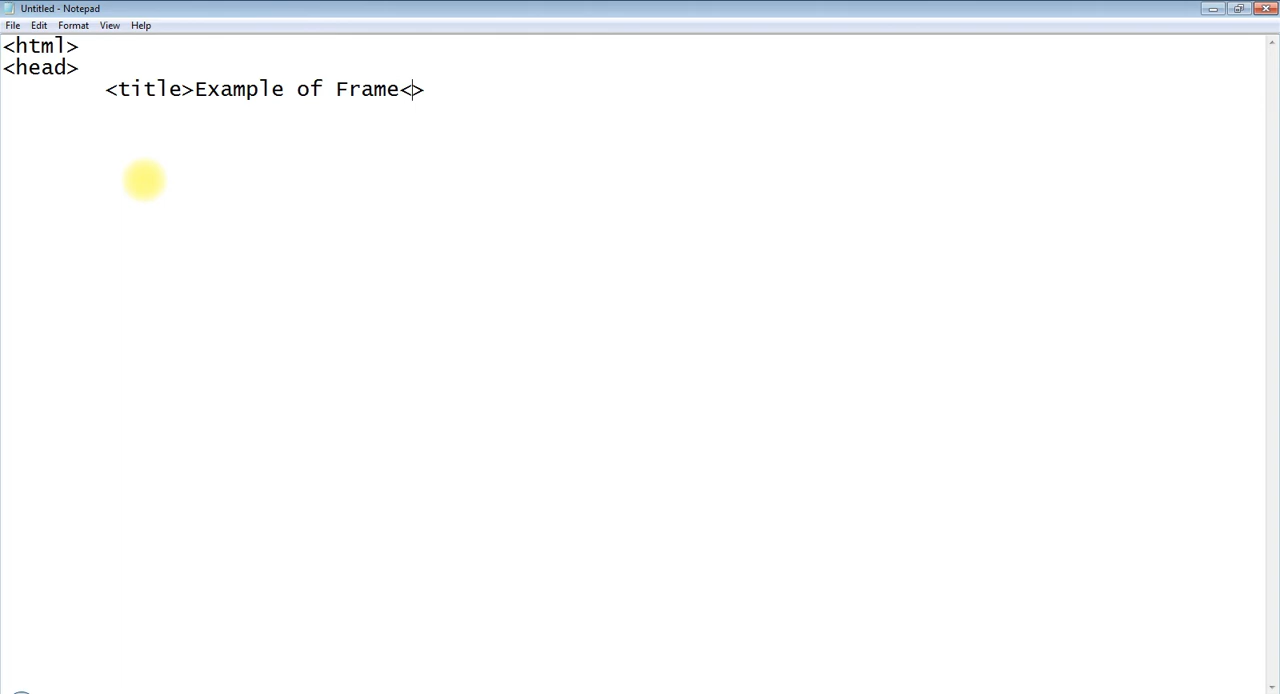 Untitled - Notepad
File Edit Format View Help
<html>
<head>
<title>Example of Frame<>